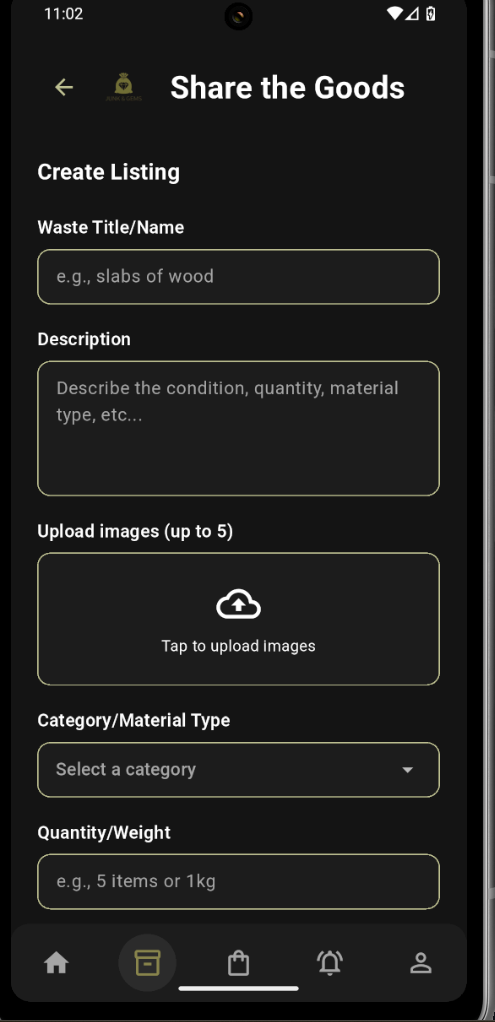 11:02
Share the Goods
Create Listing
Waste Title/Name
e.g., slabs of wood
Description
Describe the condition, quantity, material
type, etc...
Upload images (up to 5)
Tap to upload images
Category/Material Type
Select a category
Quantity/Weight
e.g., 5 items or 1kg